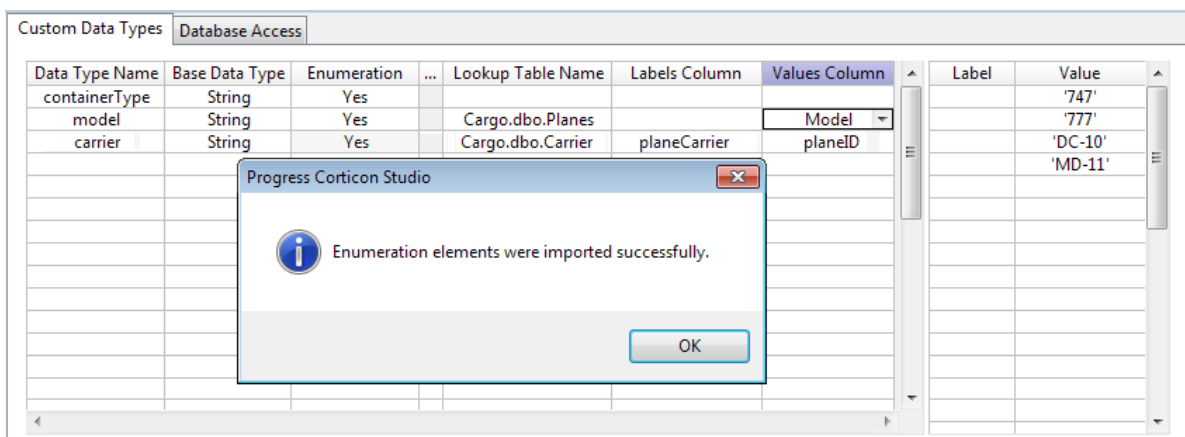 Custom Data Types Database Access
Data Type Name Base Data Type Enumeration ... Lookup Table Name Labels Column Values Column Label Value
containerType String Yes '747'
model String Yes Cargo.dbo.Planes Model '777'
carrier String Yes Cargo.dbo.Carrier planeCarrier planeID 'DC-10'
'MD-11'
Progress Corticon Studio
Enumeration elements were imported successfully.
OK